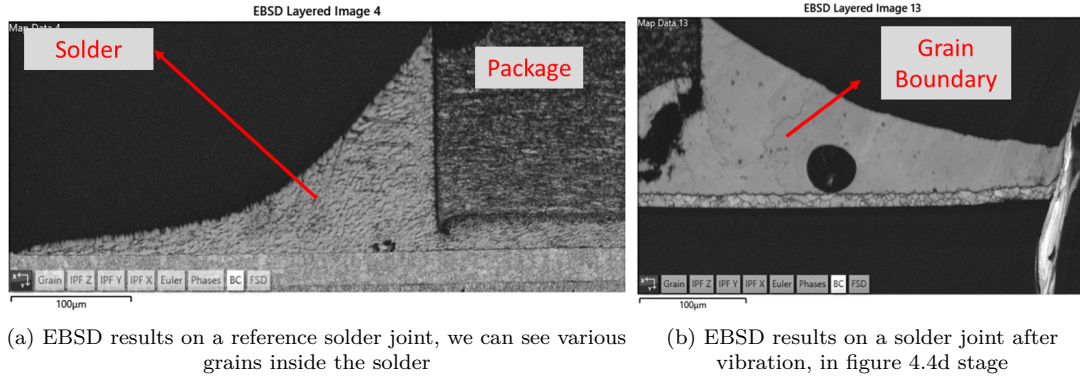 EBSD Layered Image 4
Map Data 4
Solder
Package
Grain IPF Z IPF Y IPF X Euler Phases BC FSD
100μm
(a) EBSD results on a reference solder joint, we can see various
grains inside the solder
EBSD Layered Image 13
Map Data 13
Grain
Boundary
Grain IPF Z IPF Y IPF X Euler Phases BC FSD
100μm
(b) EBSD results on a solder joint after
vibration, in figure 4.4d stage